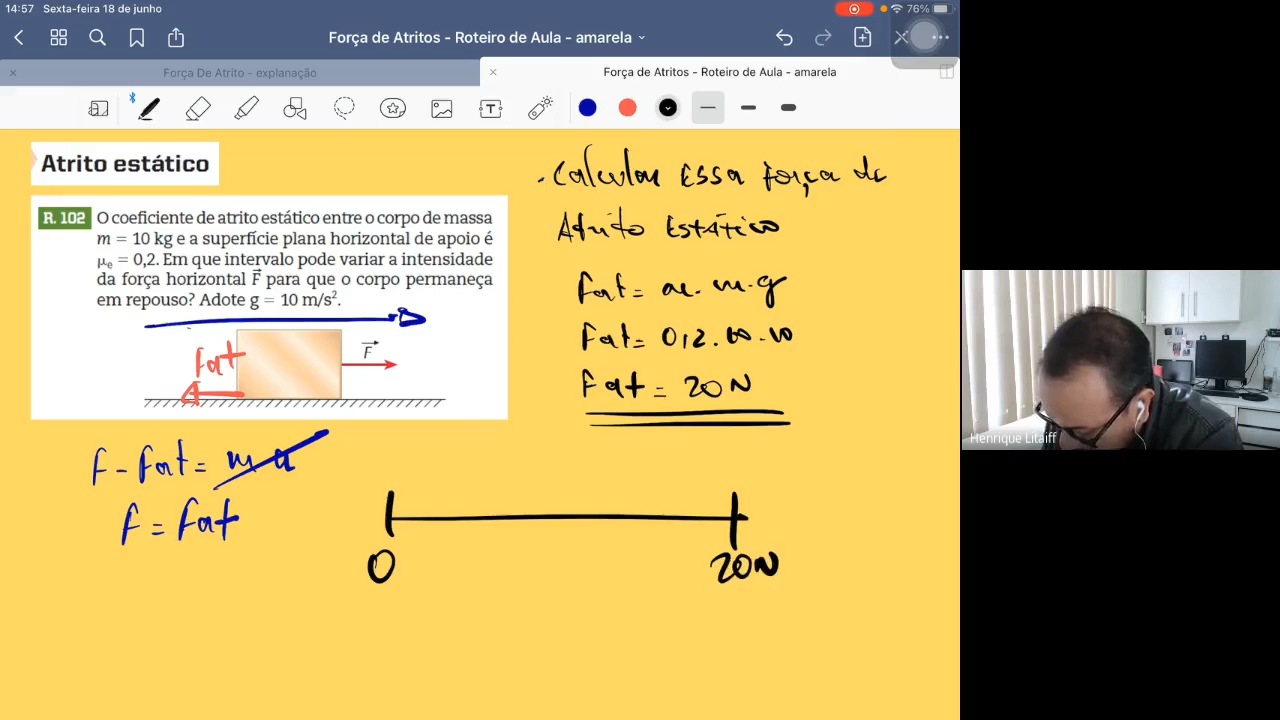 14:57 Sexta-feira 18 de junho
76%
Força de Atritos - Roteiro de Aula - amarela
Força De Atrito - explanação
Força de Atritos - Roteiro de Aula - amarela
Atrito estático
R. 102 O coeficiente de atrito estático entre o corpo de massa
m = 10 kg e a superfície plana horizontal de apoio é
μe = 0,2. Em que intervalo pode variar a intensidade
da força horizontal F⃗ para que o corpo permaneça
em repouso? Adote g = 10 m/s².
Fat
F⃗
F - Fat = m a
F = Fat
. Calcular Essa força de
Atrito Estático
Fat = µ. m. g
Fat = 0,2. 10. 10
Fat = 20N
0
20N
Henrique Litaiff